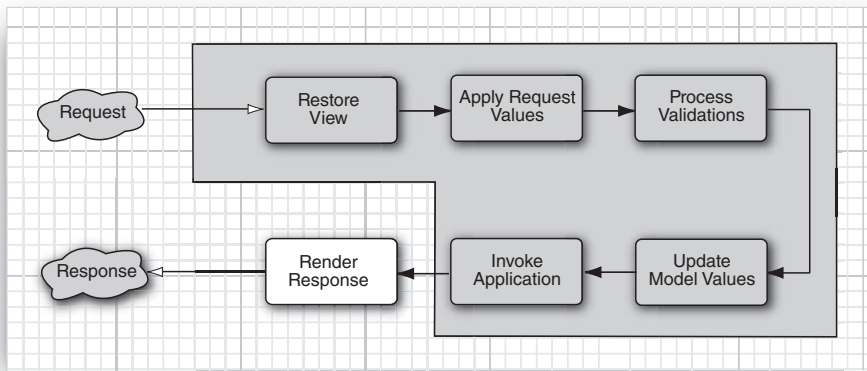 Request
Restore
View
Apply Request
Values
Process
Validations
Response
Render
Response
Invoke
Application
Update
Model Values